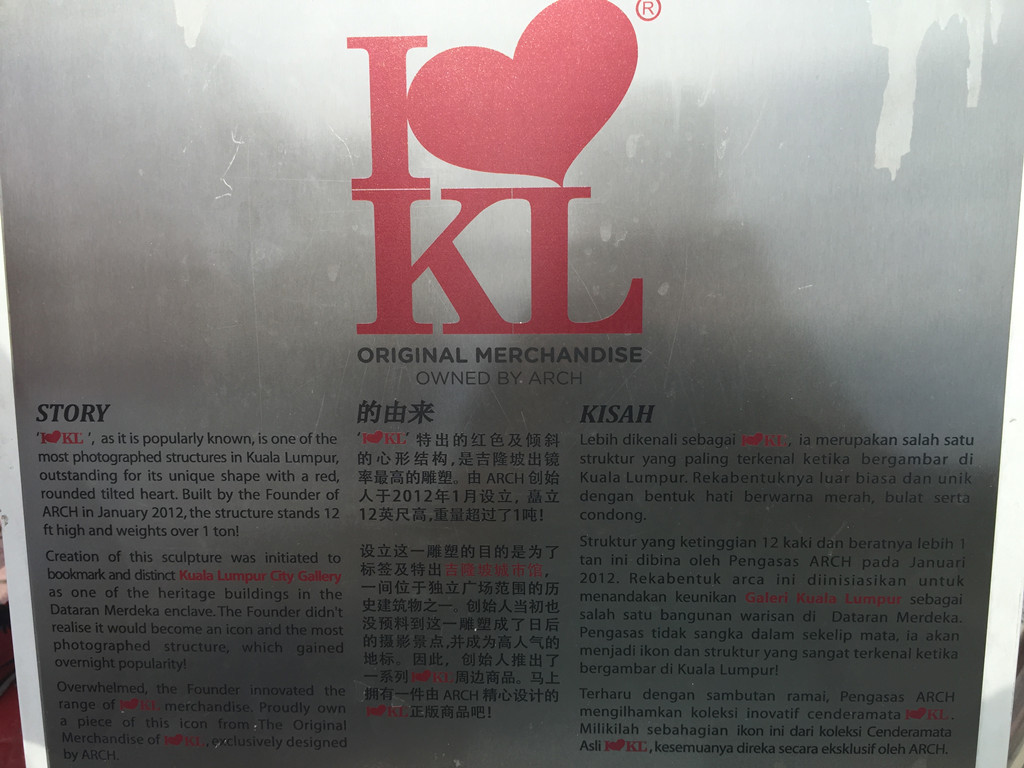 I ♥ ®
KL
ORIGINAL MERCHANDISE
OWNED BY ARCH
STORY
'I♥KL', as it is popularly known, is one of the
most photographed structures in Kuala Lumpur,
outstanding for its unique shape with a red,
rounded tilted heart. Built by the Founder of
ARCH in January 2012, the structure stands 12
ft high and weights over 1 ton!
Creation of this sculpture was initiated to
bookmark and distinct Kuala Lumpur City Gallery
as one of the heritage buildings in the
Dataran Merdeka enclave. The Founder didn't
realise it would become an icon and the most
photographed structure, which gained
overnight popularity!
Overwhelmed, the Founder innovated the
range of I♥KL merchandise. Proudly own
a piece of this icon from The Original
Merchandise of I♥KL, exclusively designed
by ARCH.
的由来
'I♥KL' 特出的红色及倾斜
的心形结构,是吉隆坡出镜
率最高的雕塑。由 ARCH 创始
人于2012年1月设立, 矗立
12英尺高,重量超过了1吨!
设立这一雕塑的目的是为了
标签及特出吉隆坡城市馆,
一间位于独立广场范围的历
史建筑物之一。创始人当初也
没预料到这一雕塑成了日后
的摄影景点,并成为高人气的
地标。因此, 创始人推出了
一系列I♥KL周边商品。马上
拥有一件由 ARCH 精心设计的
I♥KL正版商品吧!
KISAH
Lebih dikenali sebagai I♥KL, ia merupakan salah satu
struktur yang paling terkenal ketika bergambar di
Kuala Lumpur. Rekabentuknya luar biasa dan unik
dengan bentuk hati berwarna merah, bulat serta
condong.
Struktur yang ketinggian 12 kaki dan beratnya lebih 1
tan ini dibina oleh Pengasas ARCH pada Januari
2012. Rekabentuk arca ini diinisiasikan untuk
menandakan keunikan Galeri Kuala Lumpur sebagai
salah satu bangunan warisan di Dataran Merdeka.
Pengasas tidak sangka dalam sekelip mata, ia akan
menjadi ikon dan struktur yang sangat terkenal ketika
bergambar di Kuala Lumpur!
Terharu dengan sambutan ramai, Pengasas ARCH
mengilhamkan koleksi inovatif cenderamata I♥KL.
Milikilah sebahagian ikon ini dari koleksi Cenderamata
Asli I♥KL, kesemuanya direka secara eksklusif oleh ARCH.